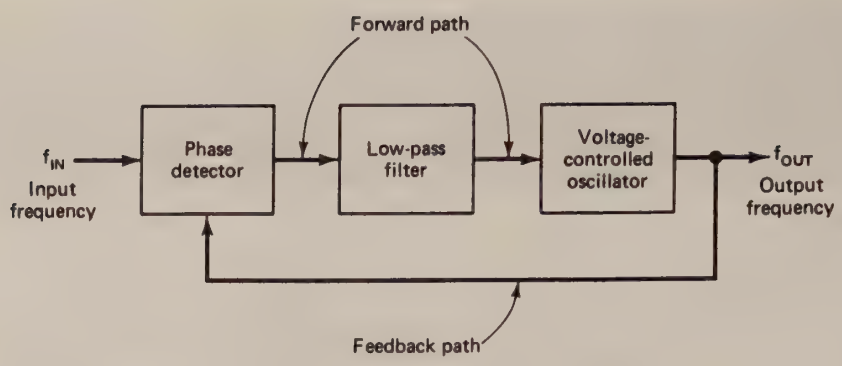 Forward path
f_IN
Input
frequency
Phase
detector
Low-pass
filter
Voltage-
controlled
oscillator
f_OUT
Output
frequency
Feedback path